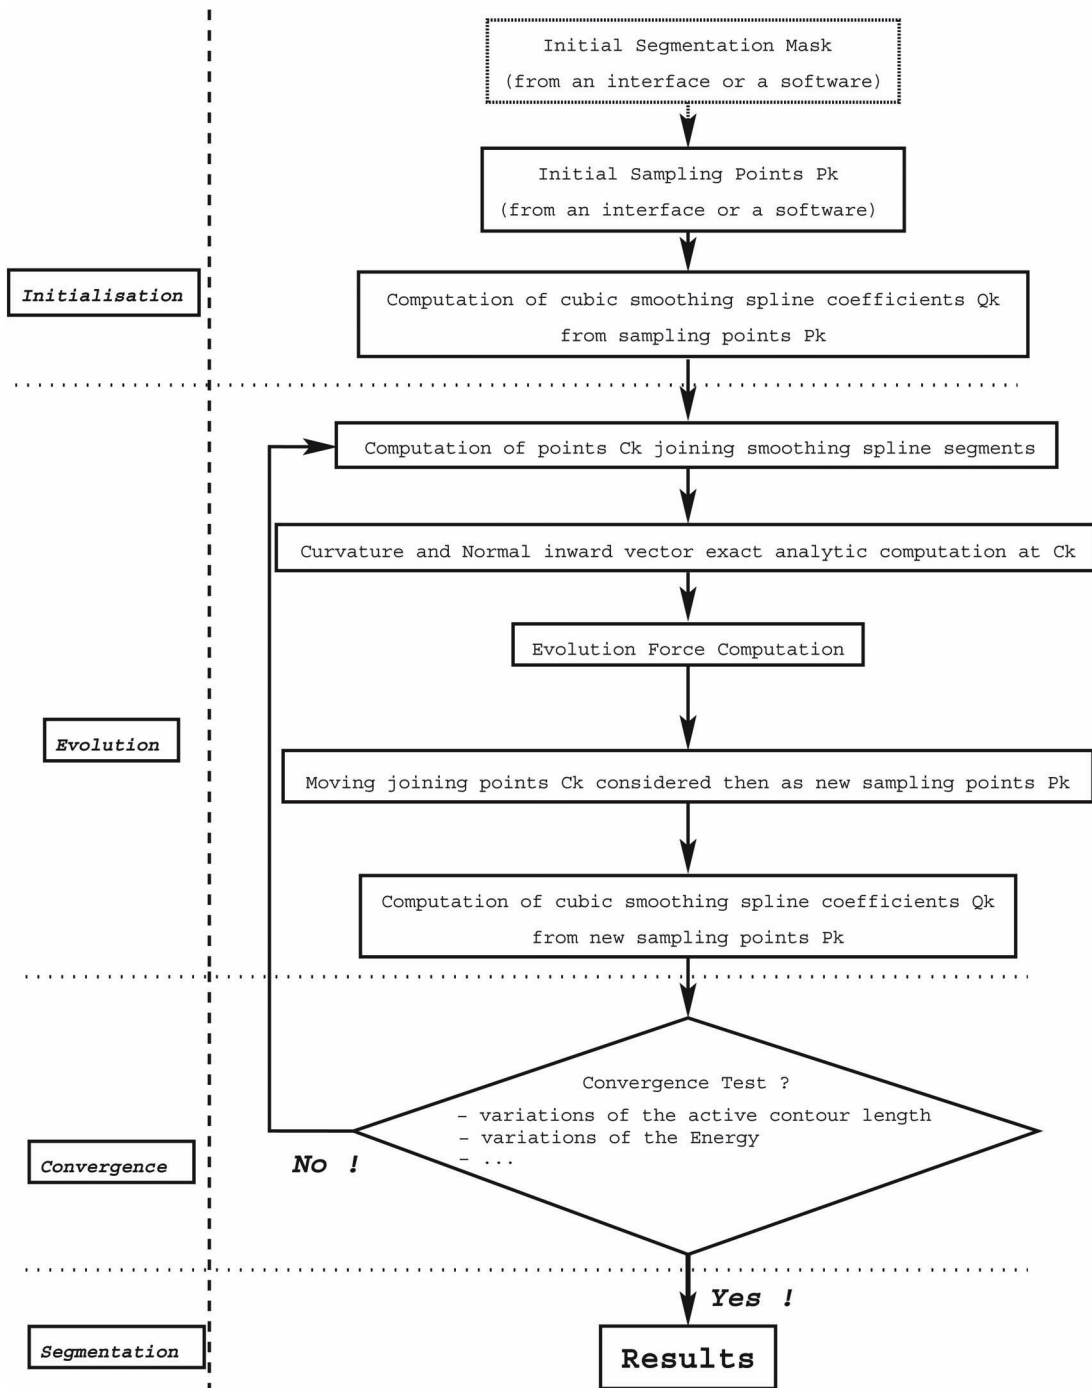 Initial Segmentation Mask
(from an interface or a software)
Initial Sampling Points Pk
(from an interface or a software)
Initialisation
Computation of cubic smoothing spline coefficients Qk
from sampling points Pk
Computation of points Ck joining smoothing spline segments
Curvature and Normal inward vector exact analytic computation at Ck
Evolution Force Computation
Evolution
Moving joining points Ck considered then as new sampling points Pk
Computation of cubic smoothing spline coefficients Qk
from new sampling points Pk
Convergence Test ?
- variations of the active contour length
- variations of the Energy
- ...
Convergence
No !
Yes !
Segmentation
Results